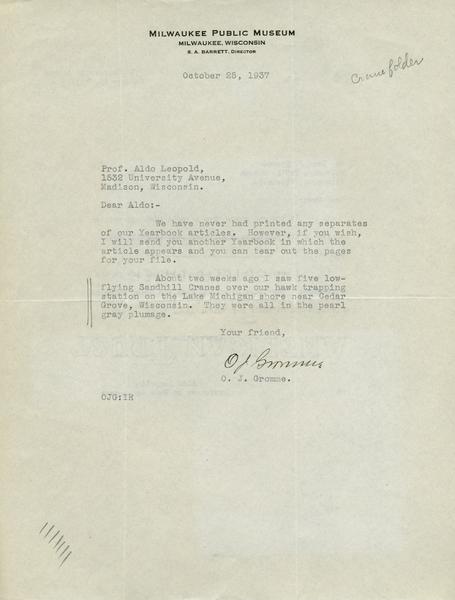 MILWAUKEE PUBLIC MUSEUM
MILWAUKEE, WISCONSIN
S. A. BARRETT, DIRECTOR
October 25, 1937
Crane folder
Prof. Aldo Leopold,
1532 University Avenue,
Madison, Wisconsin.
Dear Aldo:-
We have never had printed any separates
of our Yearbook articles. However, if you wish,
I will send you another Yearbook in which the
article appears and you can tear out the pages
for your file.
About two weeks ago I saw five low-
flying Sandhill Cranes over our hawk trapping
station on the Lake Michigan shore near Cedar
Grove, Wisconsin. They were all in the pearl
gray plumage.
Your friend,
O J Gromme
O. J. Gromme.
OJG:IR